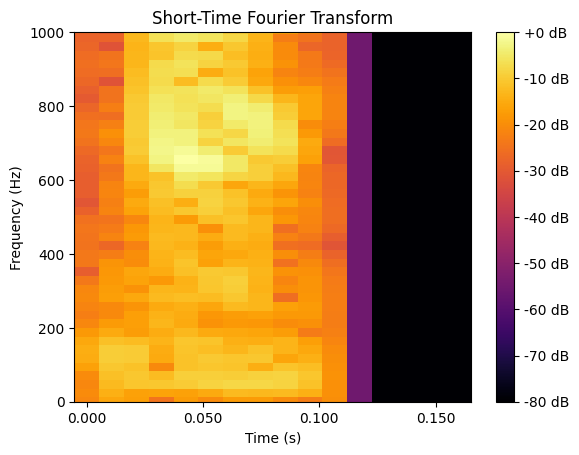 Short-Time Fourier Transform
1000
800
600
400
200
0
Frequency (Hz)
0.000
0.050
0.100
0.150
Time (s)
+0 dB
-10 dB
-20 dB
-30 dB
-40 dB
-50 dB
-60 dB
-70 dB
-80 dB